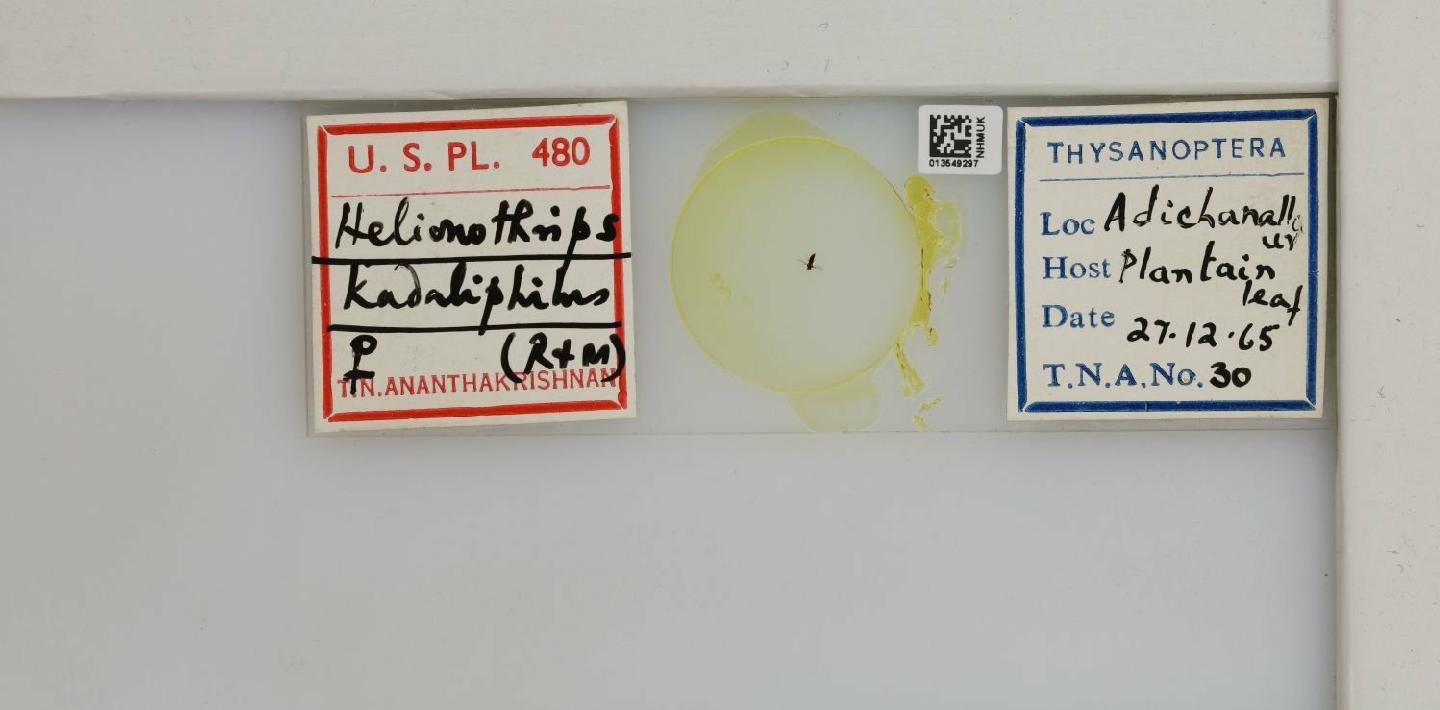 U. S. PL. 480
Helionothrips
kadaliphilus
♀ (R+M)
T.N. ANANTHAKRISHNAN
NHMUK
013549297
THYSANOPTERA
Loc Adichanallur
Host Plantain leaf
Date 27.12.65
T.N.A. No. 30